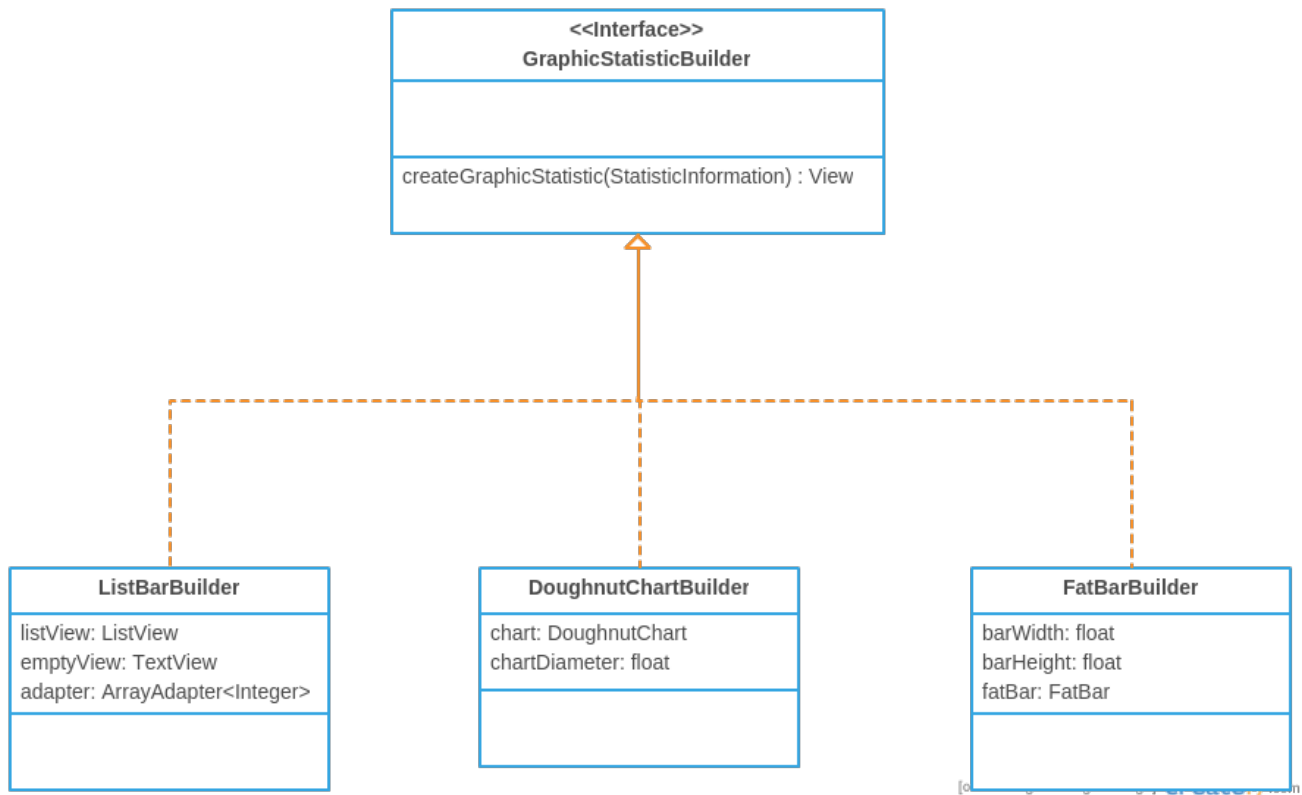 <<Interface>>
GraphicStatisticBuilder
createGraphicStatistic(StatisticInformation) : View
ListBarBuilder
listView: ListView
emptyView: TextView
adapter: ArrayAdapter<Integer>
DoughnutChartBuilder
chart: DoughnutChart
chartDiameter: float
FatBarBuilder
barWidth: float
barHeight: float
fatBar: FatBar